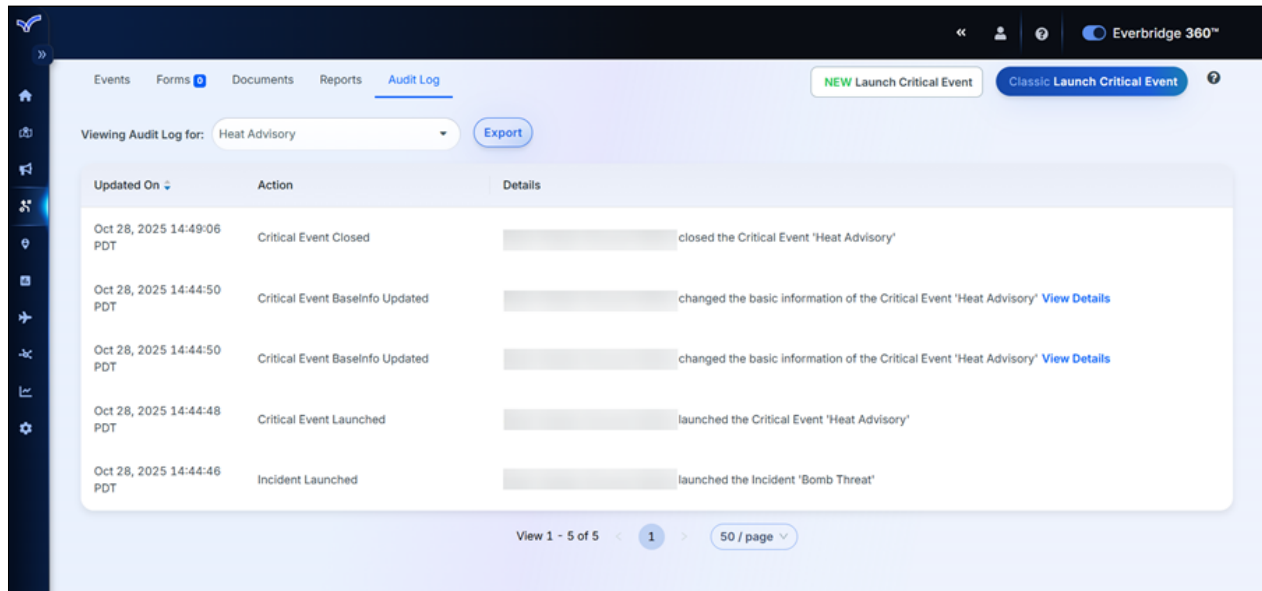 Everbridge 360™
Events Forms 0 Documents Reports Audit Log
NEW Launch Critical Event Classic Launch Critical Event
Viewing Audit Log for: Heat Advisory Export
Updated On Action Details
Oct 28, 2025 14:49:06
PDT
Critical Event Closed
closed the Critical Event 'Heat Advisory'
Oct 28, 2025 14:44:50
PDT
Critical Event BaseInfo Updated
changed the basic information of the Critical Event 'Heat Advisory' View Details
Oct 28, 2025 14:44:50
PDT
Critical Event BaseInfo Updated
changed the basic information of the Critical Event 'Heat Advisory' View Details
Oct 28, 2025 14:44:48
PDT
Critical Event Launched
launched the Critical Event 'Heat Advisory'
Oct 28, 2025 14:44:46
PDT
Incident Launched
launched the Incident 'Bomb Threat'
View 1 - 5 of 5 < 1 > 50 / page